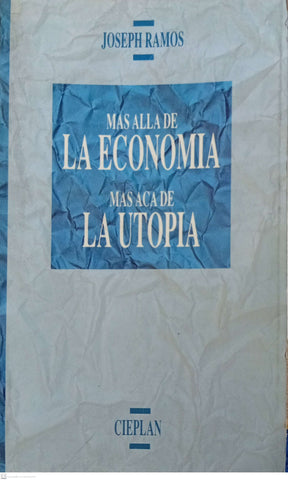 JOSEPH RAMOS
MAS ALLA DE
LA ECONOMIA
MAS ACA DE
LA UTOPIA
CIEPLAN